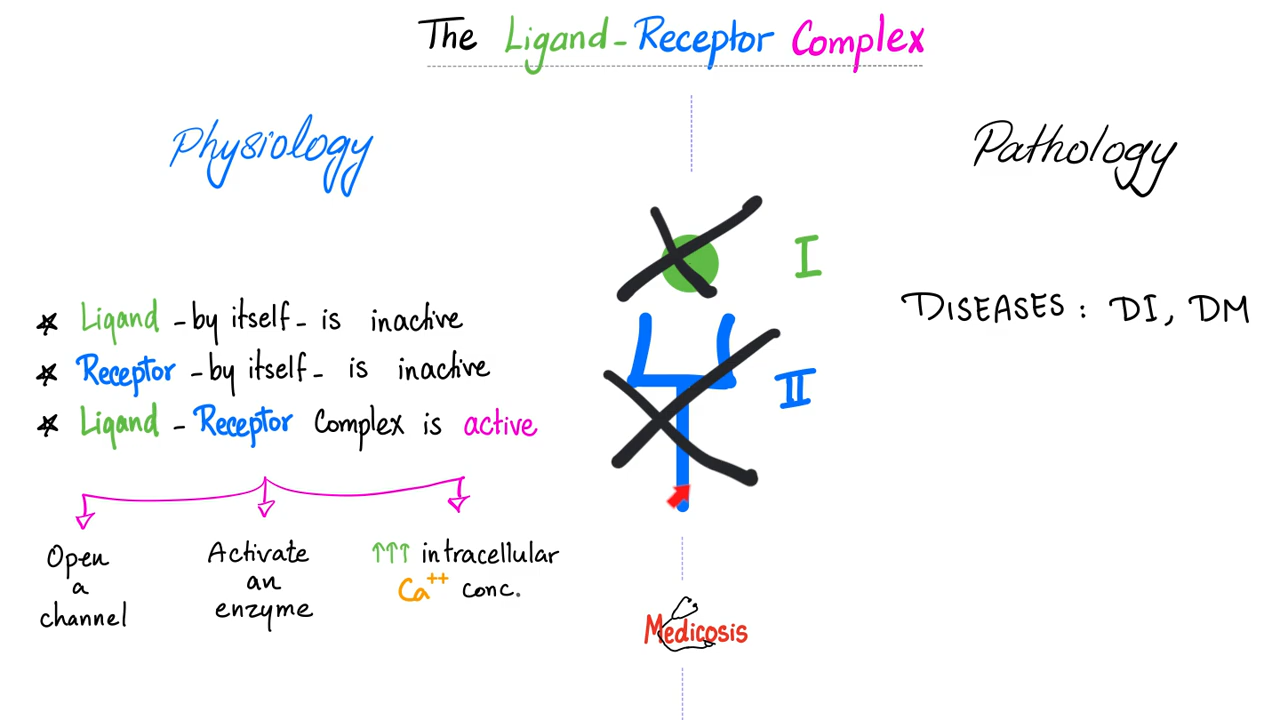 The Ligand-Receptor Complex
Physiology
* Ligand - by itself - is inactive
* Receptor - by itself - is inactive
* Ligand - Receptor Complex is active
Open
a
channel
Activate
an
enzyme
↑↑↑ intracellular
Ca++ conc.
I
II
Medicosis
Pathology
DISEASES: DI, DM